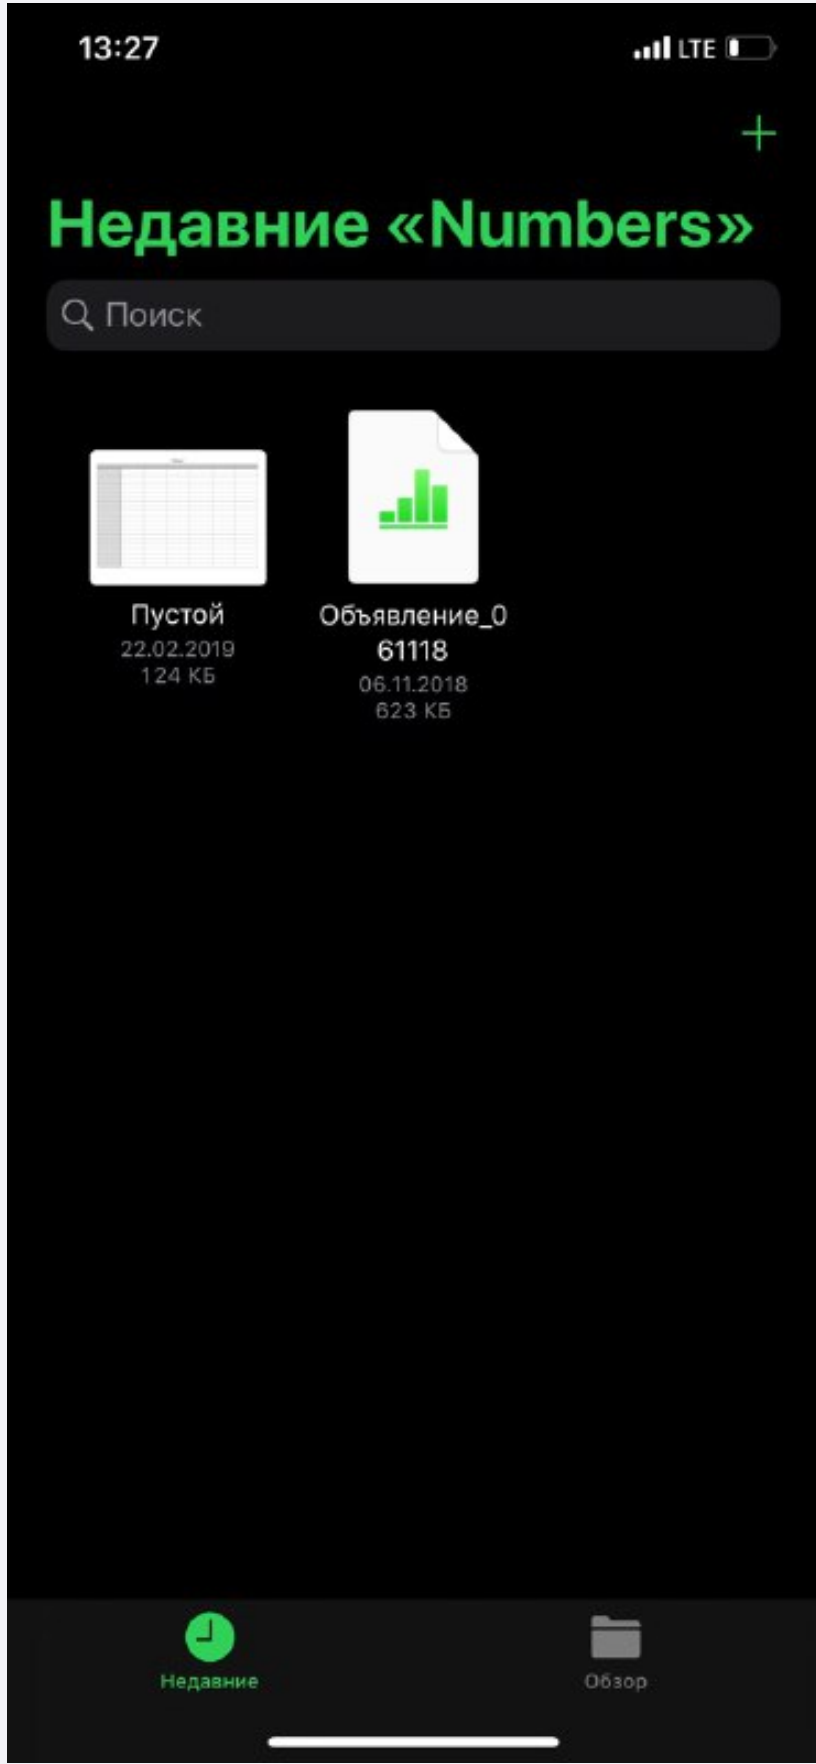 13:27 LTE
Недавние «Numbers»
Поиск
Пустой
22.02.2019
124 КБ
Объявление_0
61118
06.11.2018
623 КБ
Недавние
Обзор